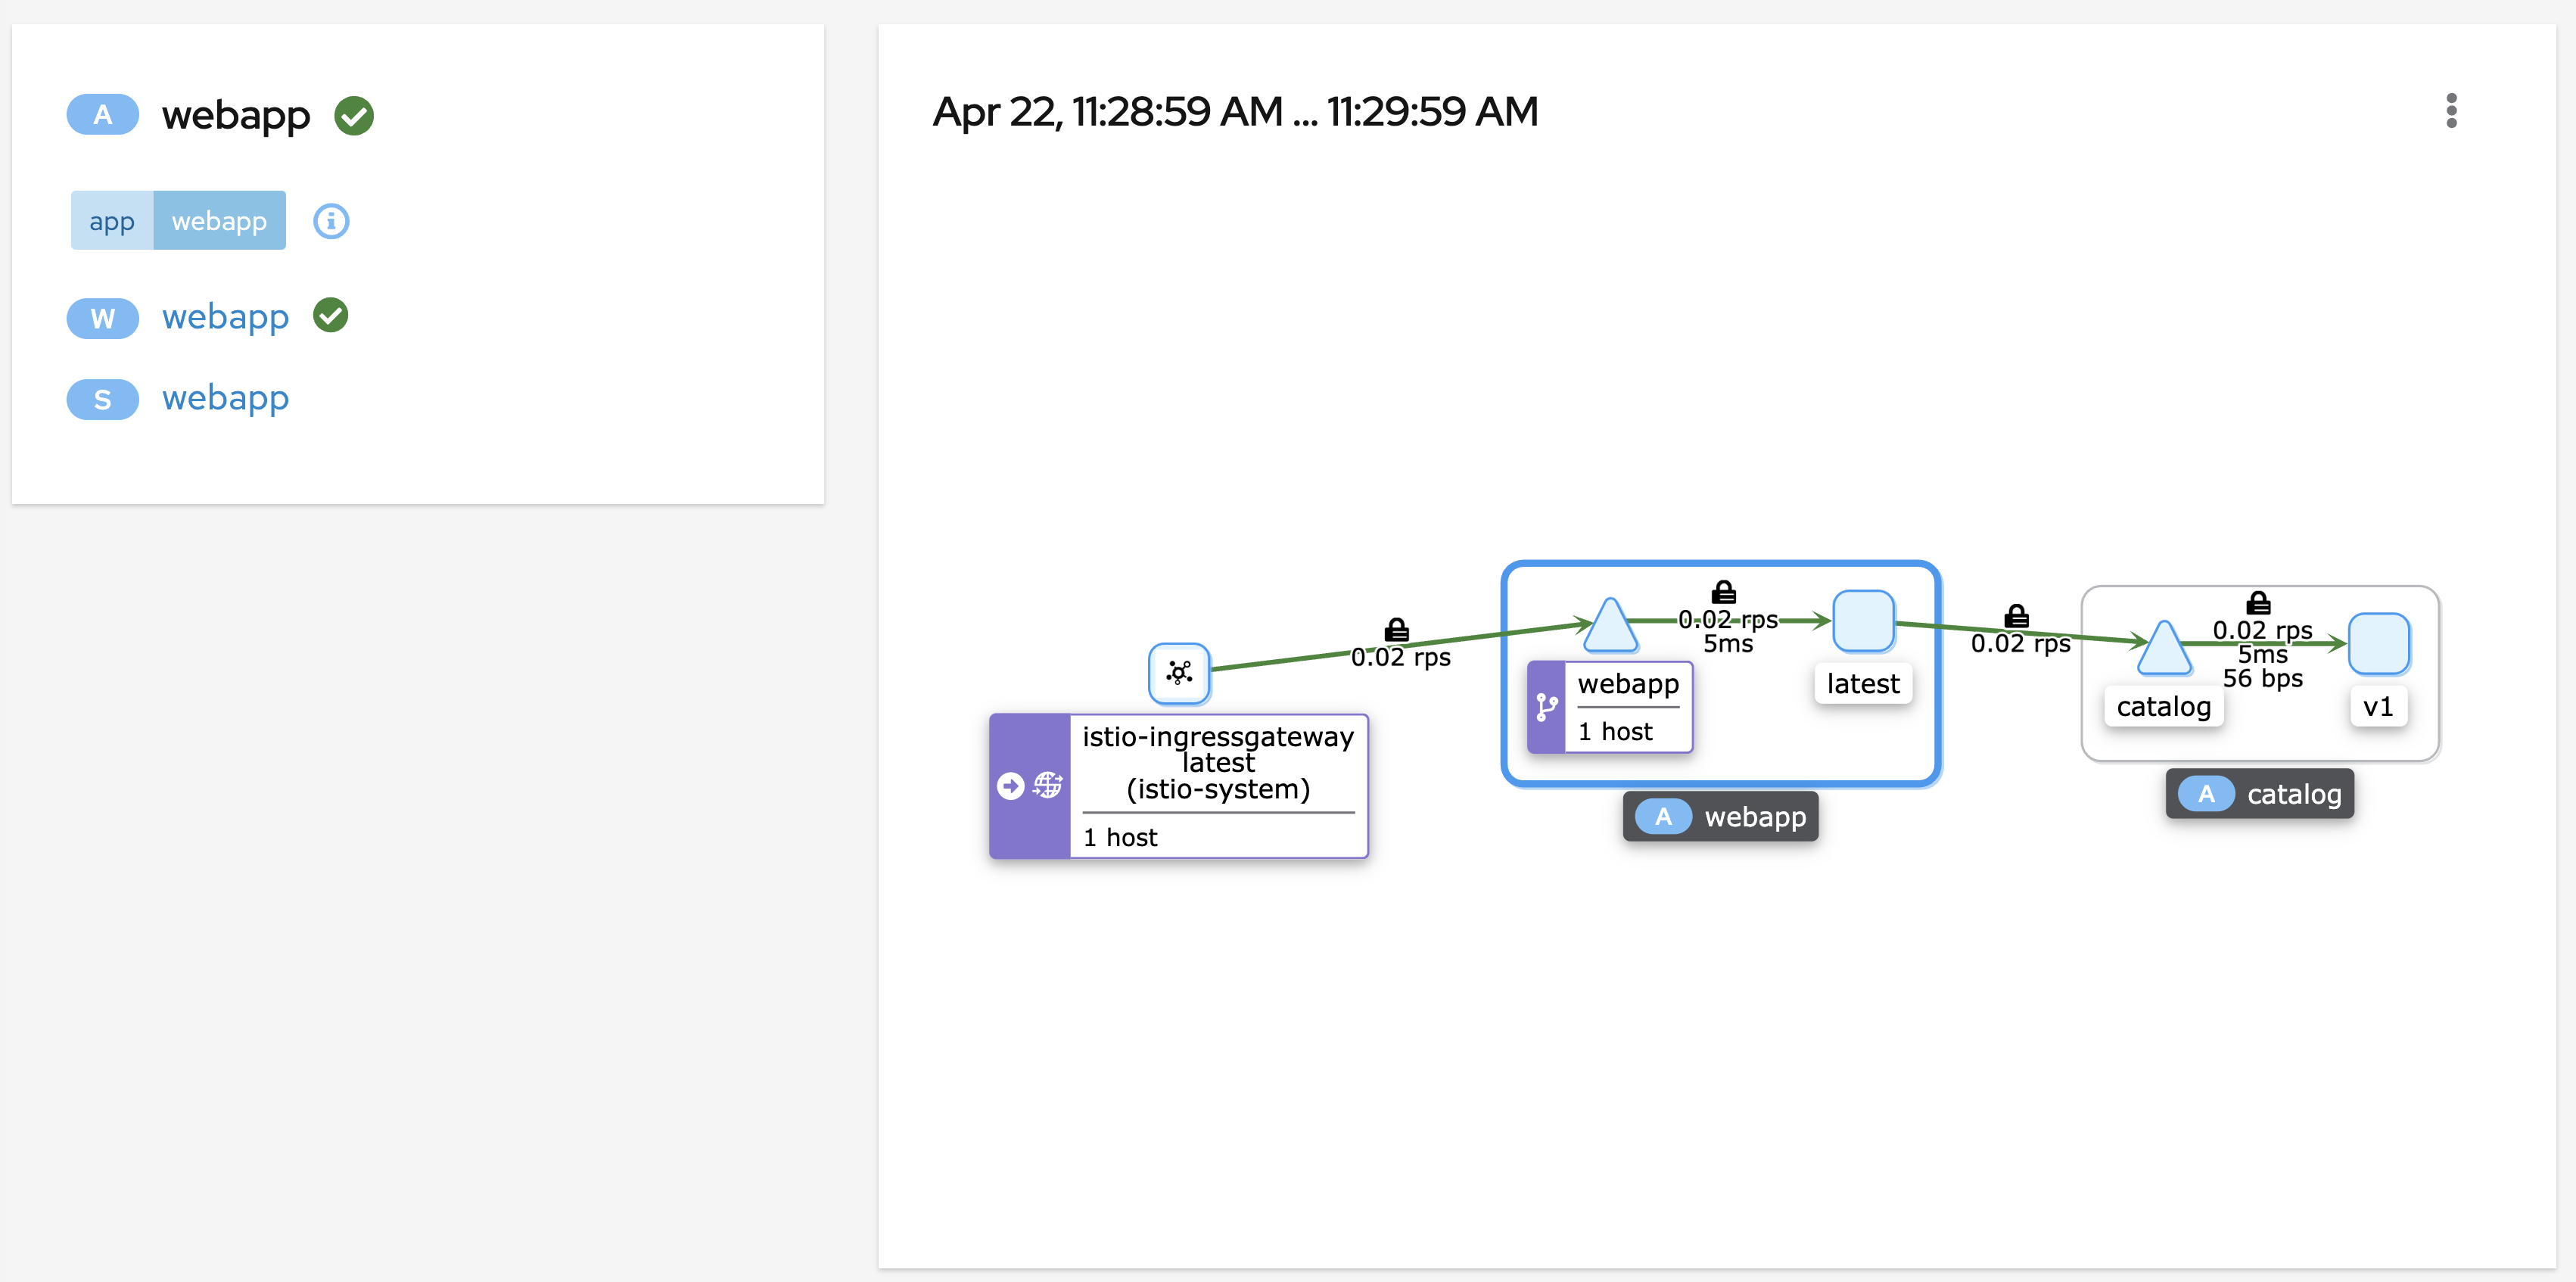 A webapp
app webapp
W webapp
S webapp
Apr 22, 11:28:59 AM ... 11:29:59 AM
0.02 rps
istio-ingressgateway
latest
(istio-system)
1 host
0.02 rps
5ms
webapp
1 host
latest
A webapp
0.02 rps
0.02 rps
5ms
56 bps
catalog
v1
A catalog